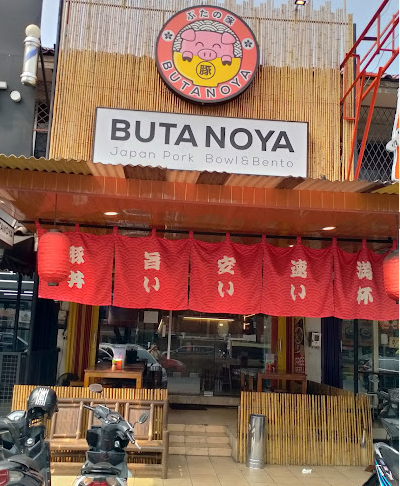 ぶたの家
豚
BUTANOYA
BUTA NOYA
Japan Pork Bowl & Bento
豚丼
旨い
安い
速い
満杯